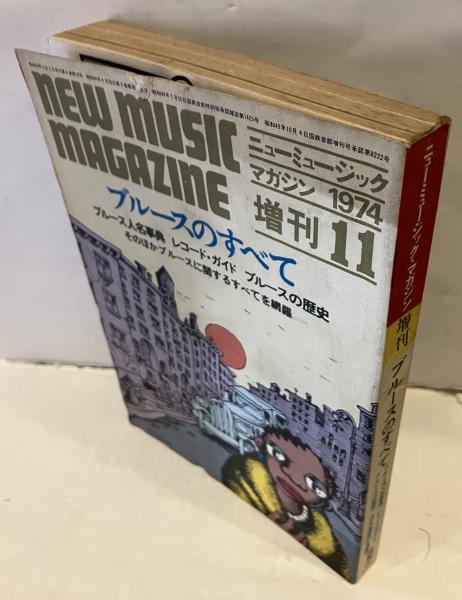 NEW MUSIC
MAGAZINE
ニューミュージック
マガジン 1974
増刊 11
ブルースのすべて
ブルース人名事典 レコード・ガイド ブルースの歴史
そのほかブルースに関するすべてを網羅
ニューミュージック・マガジン
増刊
ブルースのすべて